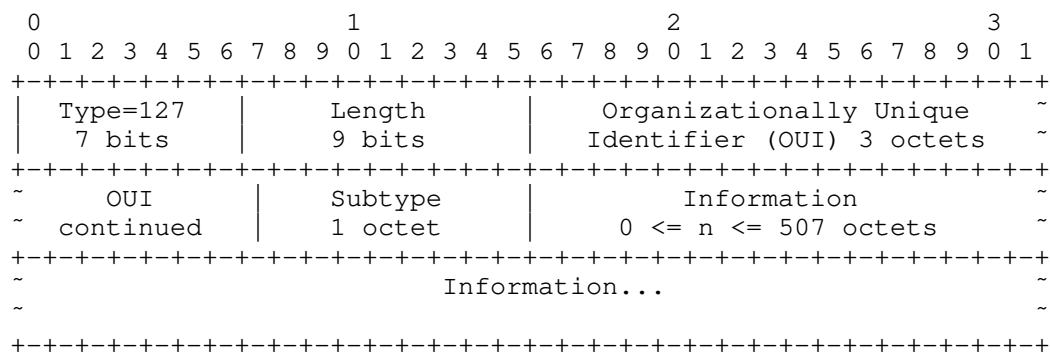 0                   1                   2                   3
 0 1 2 3 4 5 6 7 8 9 0 1 2 3 4 5 6 7 8 9 0 1 2 3 4 5 6 7 8 9 0 1
+-+-+-+-+-+-+-+-+-+-+-+-+-+-+-+-+-+-+-+-+-+-+-+-+-+-+-+-+-+-+-+-+
|  Type=127   |     Length      |    Organizationally Unique    ~
|   7 bits    |     9 bits      |   Identifier (OUI) 3 octets   ~
+-+-+-+-+-+-+-+-+-+-+-+-+-+-+-+-+-+-+-+-+-+-+-+-+-+-+-+-+-+-+-+-+
~     OUI      |    Subtype     |         Information           ~
~  continued   |    1 octet     |     0 <= n <= 507 octets      ~
+-+-+-+-+-+-+-+-+-+-+-+-+-+-+-+-+-+-+-+-+-+-+-+-+-+-+-+-+-+-+-+-+
~                          Information...                       ~
~                                                               ~
+-+-+-+-+-+-+-+-+-+-+-+-+-+-+-+-+-+-+-+-+-+-+-+-+-+-+-+-+-+-+-+-+